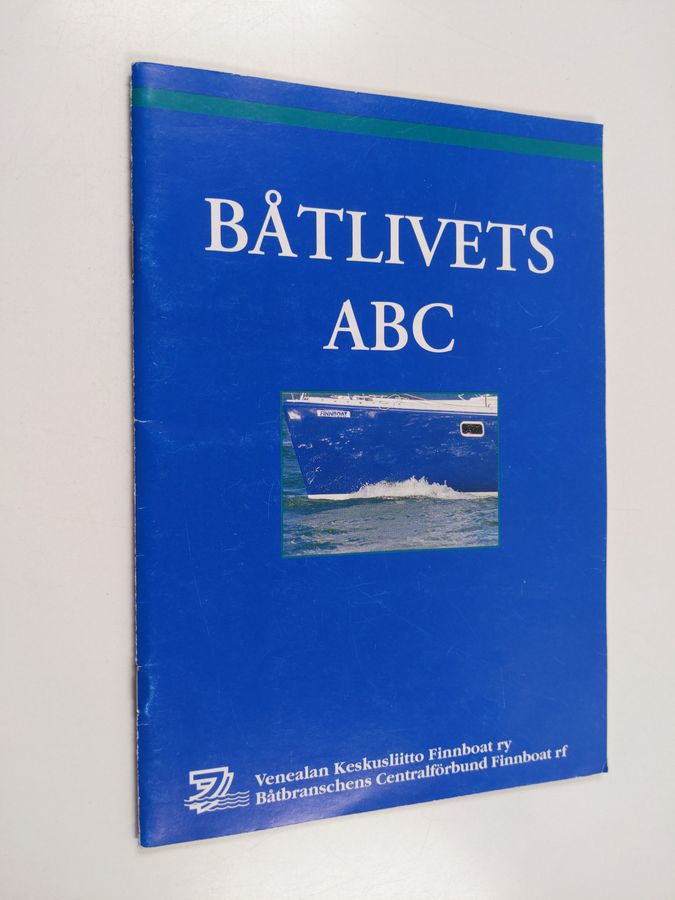 BÅTLIVETS
ABC
FINNBOAT
Venealan Keskusliitto Finnboat ry
Båtbranschens Centralförbund Finnboat rf